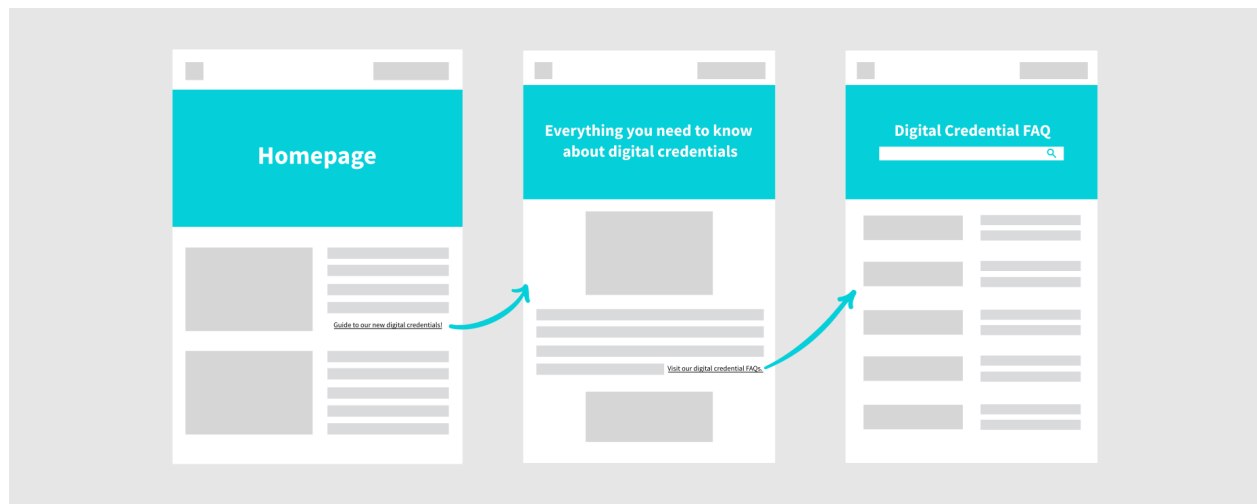 Homepage
Guide to our new digital credentials!
Everything you need to know
about digital credentials
Visit our digital credential FAQs.
Digital Credential FAQ